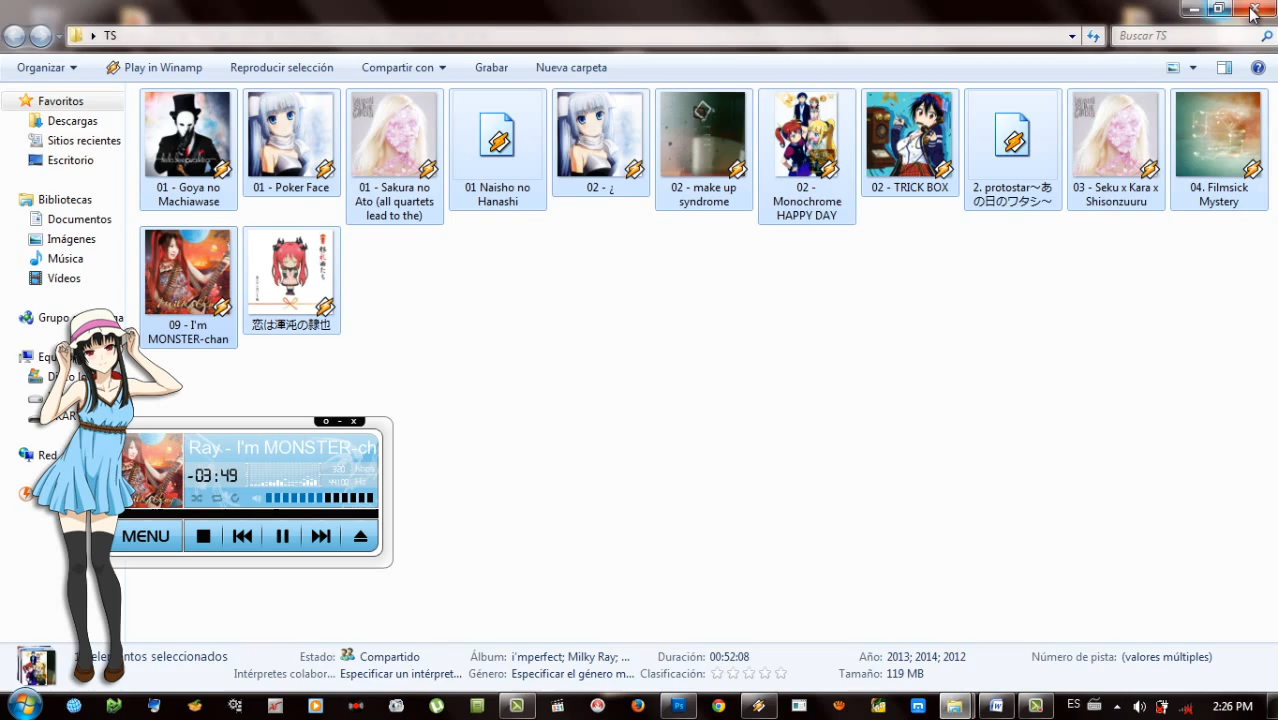 TS
Buscar TS
Organizar
Play in Winamp
Reproducir selección
Compartir con
Grabar
Nueva carpeta
Favoritos
Descargas
Sitios recientes
Escritorio
Bibliotecas
Documentos
Imágenes
Música
Vídeos
Grupo
Red
01 - Goya no
Machiawase
01 - Poker Face
01 - Sakura no
Ato (all quartets
lead to the)
01 Naisho no
Hanashi
02 - ¿
02 - make up
syndrome
02 -
Monochrome
HAPPY DAY
02 - TRICK BOX
2. protostar~あ
の日のワタシ~
03 - Seku x Kara x
Shisonzuuru
04. Filmsick
Mystery
09 - I'm
MONSTER-chan
恋は渾沌の隷也
o - x
Ray - I'm MONSTER-ch
-03:49
320 Kbps
44100 Hz
MENU
elementos seleccionados
Estado: Compartido
Álbum: i'mperfect; Milky Ray; ...
Duración: 00:52:08
Año: 2013; 2014; 2012
Número de pista: (valores múltiples)
Intérpretes colabor... Especificar un intérpret...
Género: Especificar el género m...
Clasificación:
Tamaño: 119 MB
ES
2:26 PM